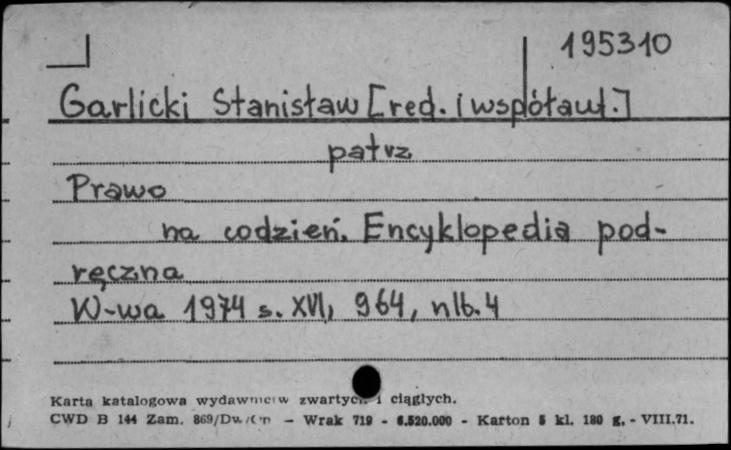 195310
Garlicki Stanisław [red. i współaut.]
patrz
Prawo
na codzień. Encyklopedia pod-
ręczna
W-wa 1974 s. XVI, 964, nlb. 4
Karta katalogowa wydawnictw zwartych i ciągłych.
CWD B 144 Zam. 869/Dw. - Wrak 719 - 6.520.000 - Karton 5 kl. 180 g. - VIII.71.